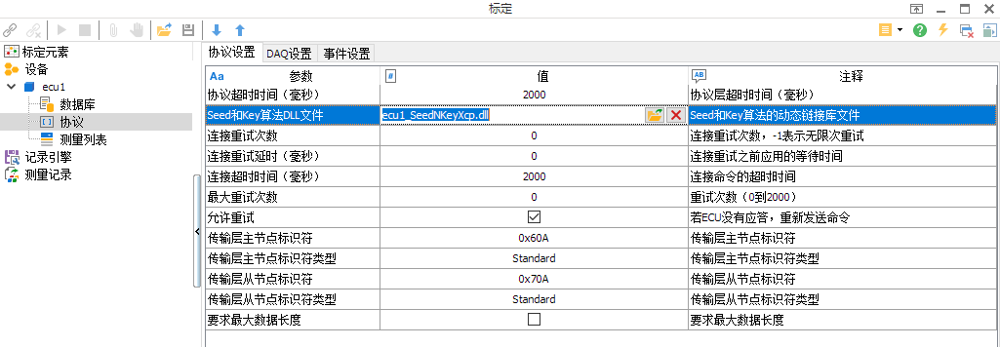 标定
标定元素
设备
ecu1
数据库
协议
测量列表
记录引擎
测量记录
协议设置 DAQ设置 事件设置
Aa 参数 # 值 AB 注释
协议超时时间（毫秒） 2000 协议层超时时间（毫秒）
Seed和Key算法DLL文件 ecu1_SeedNKeyXcp.dll Seed和Key算法的动态链接库文件
连接重试次数 0 连接重试次数，-1表示无限次重试
连接重试延时（毫秒） 0 连接重试之前应用的等待时间
连接超时时间（毫秒） 2000 连接命令的超时时间
最大重试次数 0 重试次数（0到2000）
允许重试 若ECU没有应答，重新发送命令
传输层主节点标识符 0x60A 传输层主节点标识符
传输层主节点标识符类型 Standard 传输层主节点标识符类型
传输层从节点标识符 0x70A 传输层从节点标识符
传输层从节点标识符类型 Standard 传输层从节点标识符类型
要求最大数据长度 要求最大数据长度